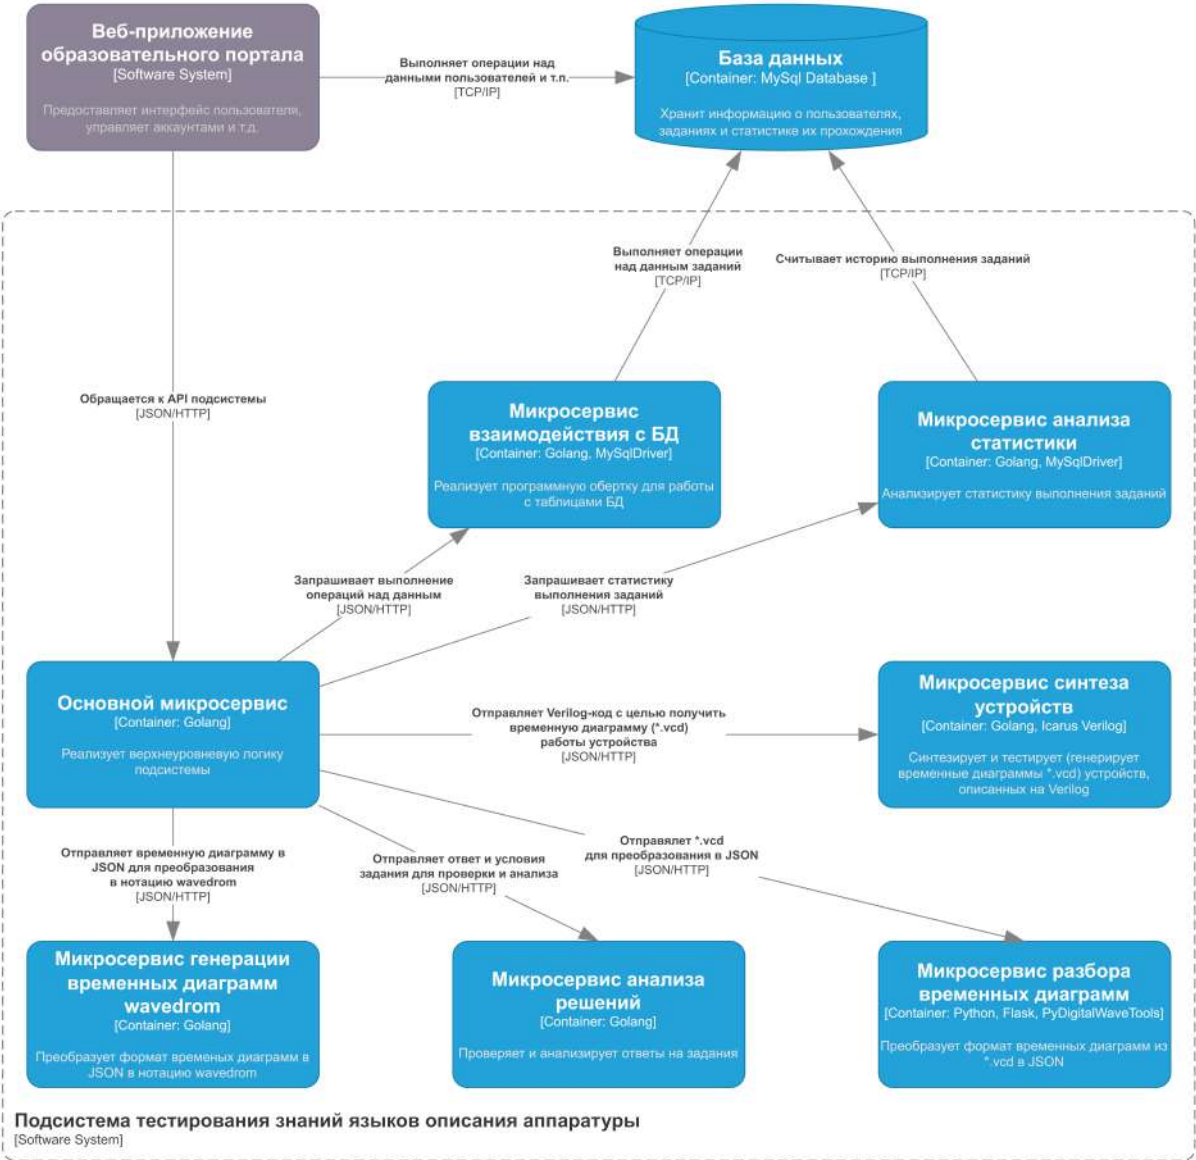 Веб-приложение
образовательного портала
[Software System]
Предоставляет интерфейс пользователя,
управляет аккаунтами и т.д.
Выполняет операции над
данными пользователей и т.п.
[TCP/IP]
База данных
[Container: MySql Database ]
Хранит информацию о пользователях,
заданиях и статистике их прохождения
Выполняет операции
над данным заданий
[TCP/IP]
Считывает историю выполнения заданий
[TCP/IP]
Обращается к API подсистемы
[JSON/HTTP]
Микросервис
взаимодействия с БД
[Container: Golang, MySqlDriver]
Реализует программную обертку для работы
с таблицами БД
Микросервис анализа
статистики
[Container: Golang, MySqlDriver]
Анализирует статистику выполнения заданий
Запрашивает выполнение
операций над данным
[JSON/HTTP]
Запрашивает статистику
выполнения заданий
[JSON/HTTP]
Основной микросервис
[Container: Golang]
Реализует верхнеуровневую логику
подсистемы
Отправляет Verilog-код с целью получить
временную диаграмму (*.vcd)
работы устройства
[JSON/HTTP]
Микросервис синтеза
устройств
[Container: Golang, Icarus Verilog]
Синтезирует и тестирует (генерирует
временные диаграммы *.vcd) устройств,
описанных на Verilog
Отправляет временную диаграмму в
JSON для преобразования
в нотацию wavedrom
[JSON/HTTP]
Отправляет ответ и условия
задания для проверки и анализа
[JSON/HTTP]
Отправялет *.vcd
для преобразования в JSON
[JSON/HTTP]
Микросервис генерации
временных диаграмм
wavedrom
[Container: Golang]
Преобразует формат временых диаграмм в
JSON в нотацию wavedrom
Микросервис анализа
решений
[Container: Golang]
Проверяет и анализирует ответы на задания
Микросервис разбора
временных диаграмм
[Container: Python, Flask, PyDigitalWaveTools]
Преобразует формат временных диаграмм из
*.vcd в JSON
Подсистема тестирования знаний языков описания аппаратуры
[Software System]